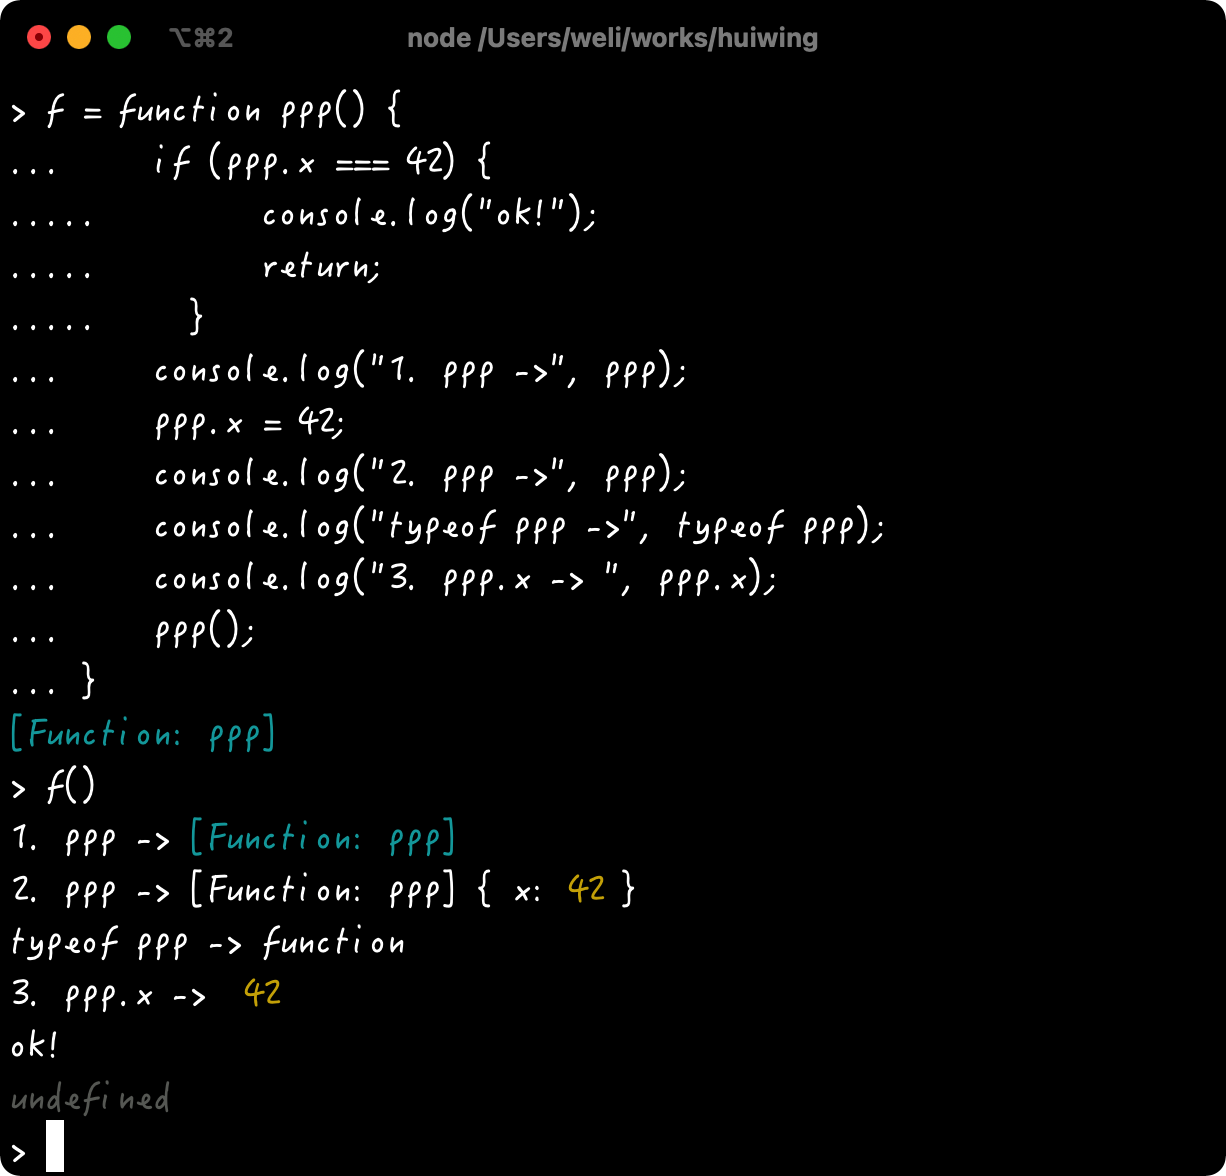 ⌥⌘2 node /Users/weli/works/huiwing
> f = function ppp() {
...     if (ppp.x === 42) {
.....         console.log("ok!");
.....         return;
.....     }
...     console.log("1. ppp ->", ppp);
...     ppp.x = 42;
...     console.log("2. ppp ->", ppp);
...     console.log("typeof ppp ->", typeof ppp);
...     console.log("3. ppp.x -> ", ppp.x);
...     ppp();
... }
[Function: ppp]
> f()
1. ppp -> [Function: ppp]
2. ppp -> [Function: ppp] { x: 42 }
typeof ppp -> function
3. ppp.x ->  42
ok!
undefined
>